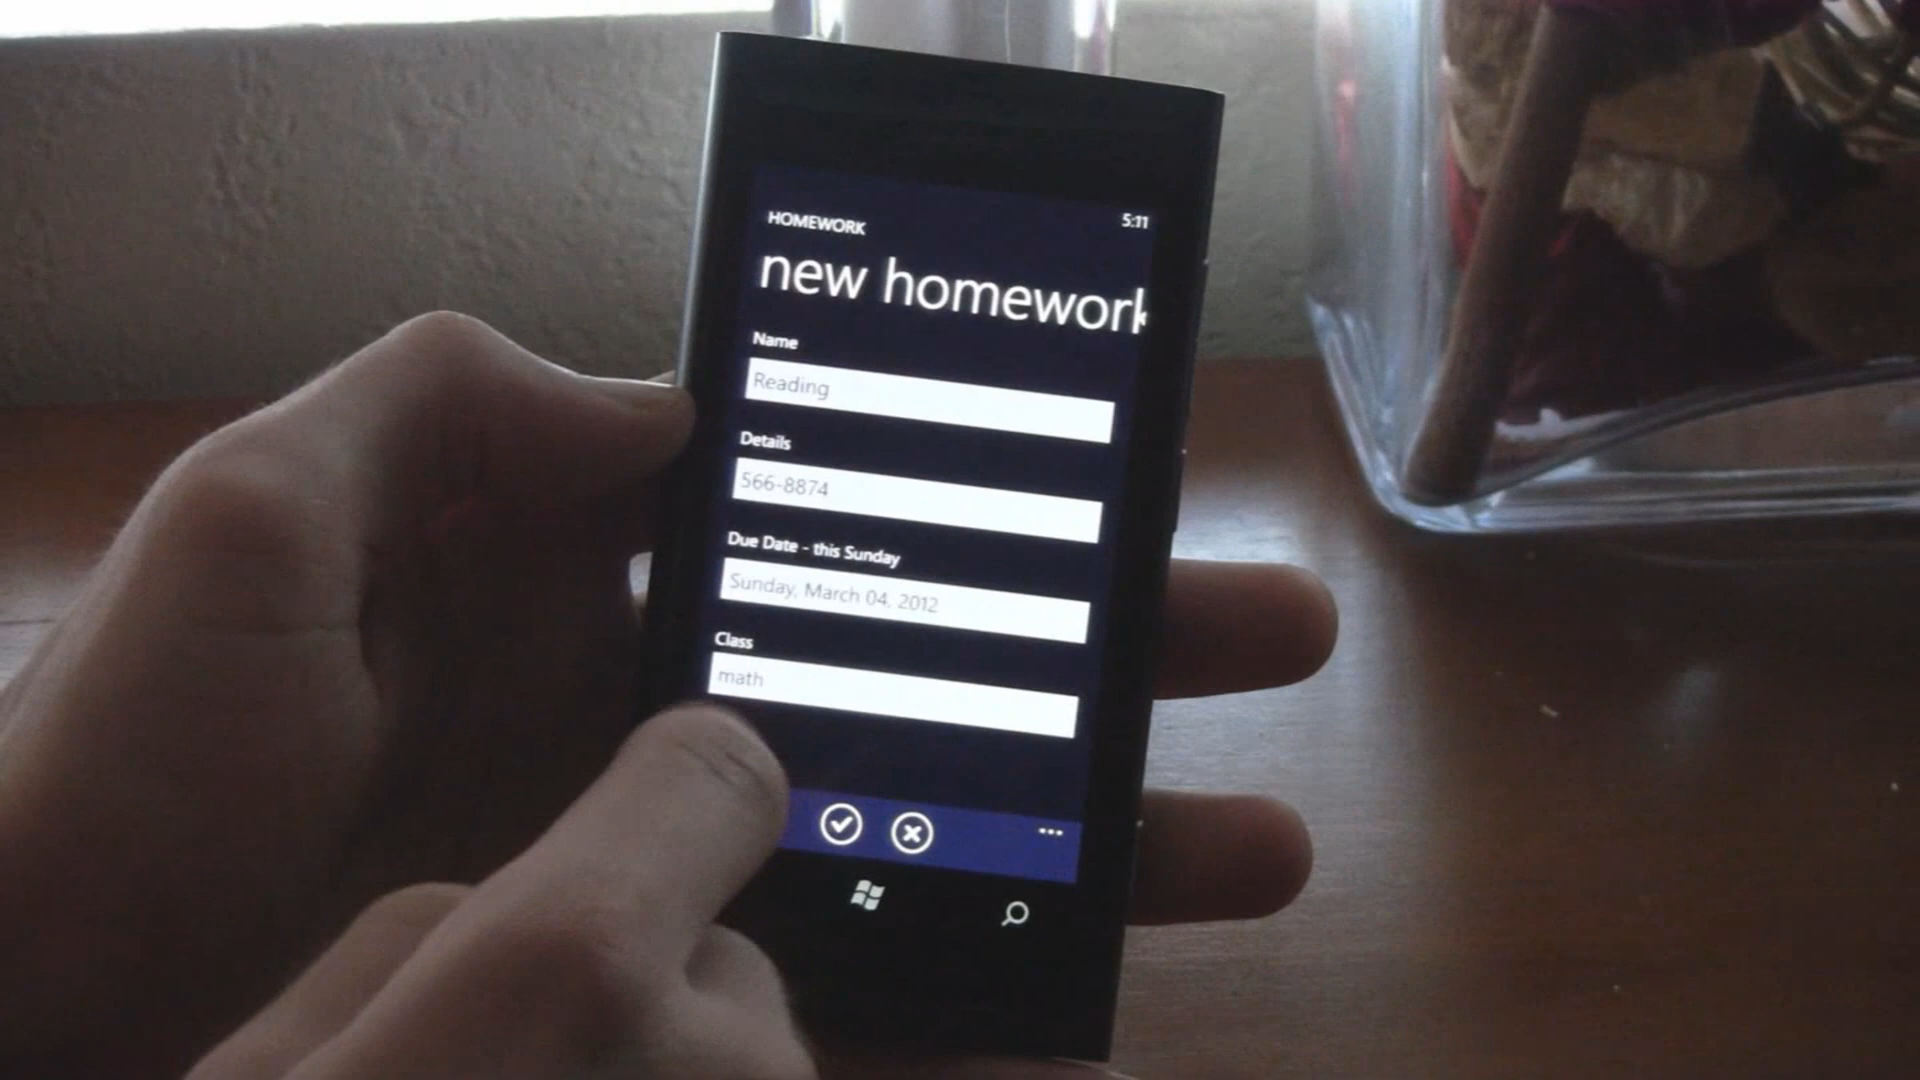 HOMEWORK
5:11
new homework
Name
Reading
Details
566-8874
Due Date - this Sunday
Sunday, March 04, 2012
Class
math